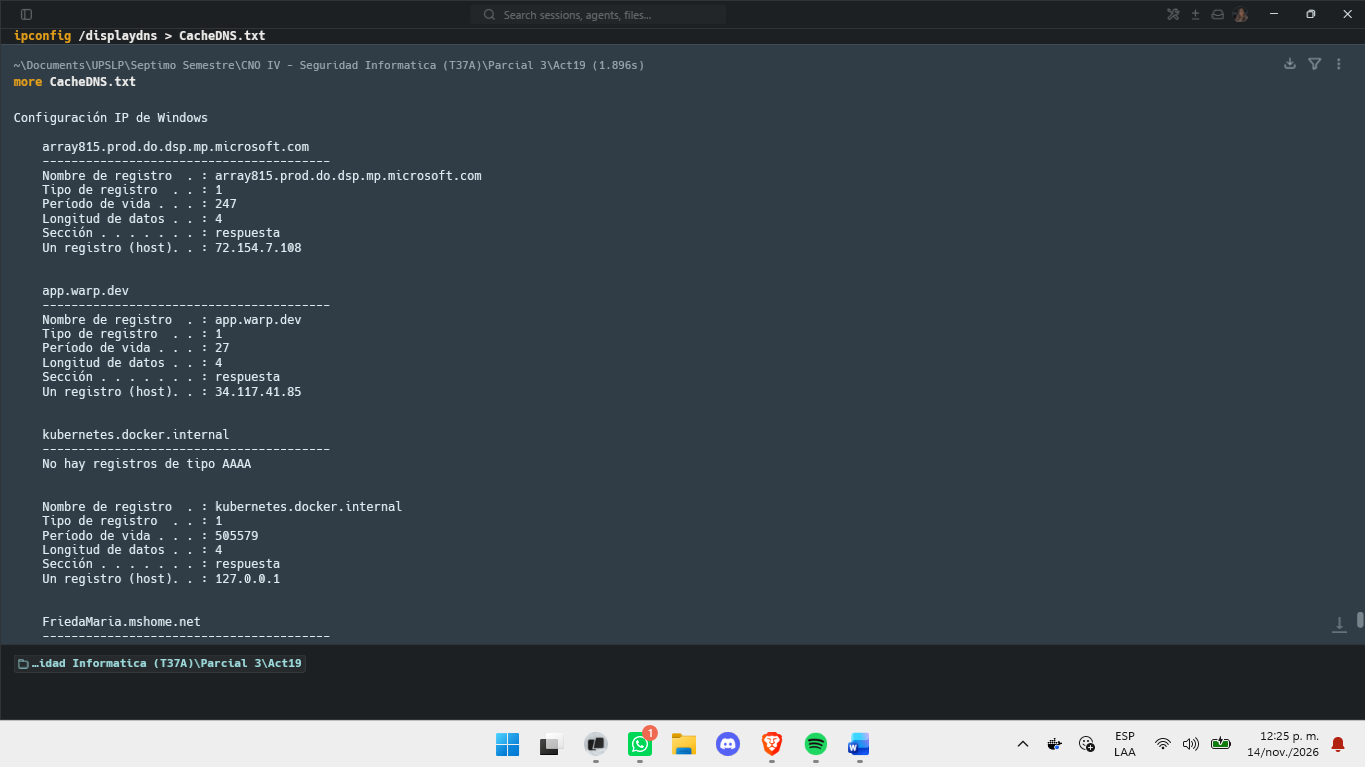 Search sessions, agents, files...
ipconfig /displaydns > CacheDNS.txt
~\Documents\UPSLP\Septimo Semestre\CNO IV - Seguridad Informatica (T37A)\Parcial 3\Act19 (1.896s)
more CacheDNS.txt
Configuración IP de Windows
array815.prod.do.dsp.mp.microsoft.com
----------------------------------------
Nombre de registro  . : array815.prod.do.dsp.mp.microsoft.com
Tipo de registro  . . : 1
Período de vida . . . : 247
Longitud de datos . . : 4
Sección . . . . . . . : respuesta
Un registro (host). . : 72.154.7.108
app.warp.dev
----------------------------------------
Nombre de registro  . : app.warp.dev
Tipo de registro  . . : 1
Período de vida . . . : 27
Longitud de datos . . : 4
Sección . . . . . . . : respuesta
Un registro (host). . : 34.117.41.85
kubernetes.docker.internal
----------------------------------------
No hay registros de tipo AAAA
Nombre de registro  . : kubernetes.docker.internal
Tipo de registro  . . : 1
Período de vida . . . : 505579
Longitud de datos . . : 4
Sección . . . . . . . : respuesta
Un registro (host). . : 127.0.0.1
FriedaMaria.mshome.net
----------------------------------------
…idad Informatica (T37A)\Parcial 3\Act19
1
W
ESP
LAA
12:25 p. m.
14/nov./2026